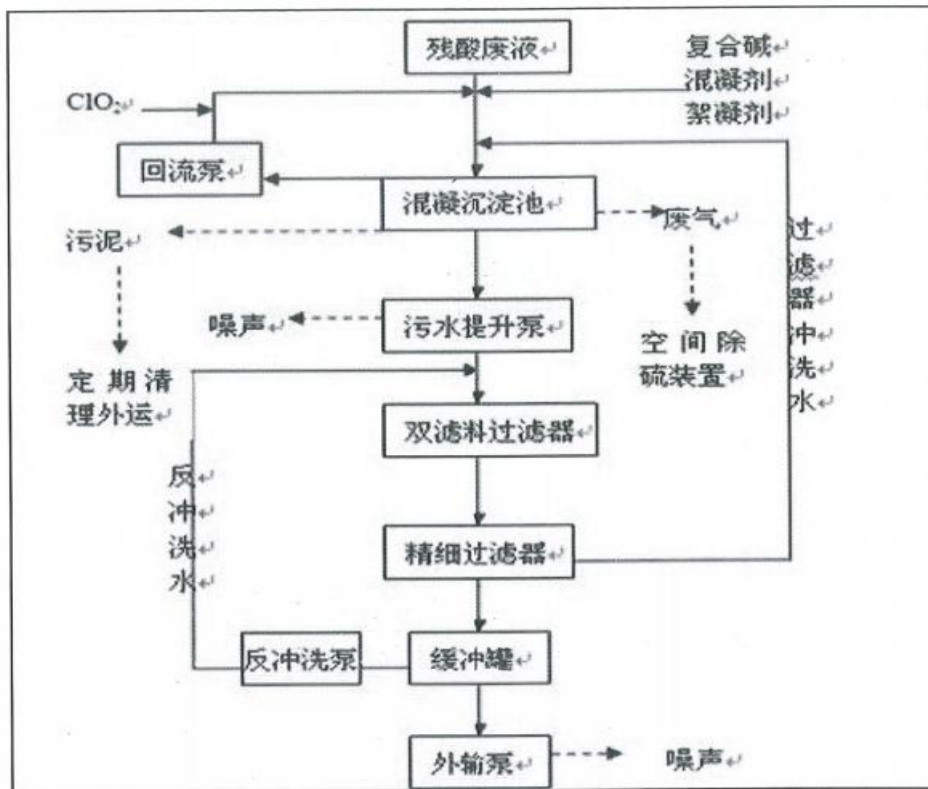 残酸废液
复合碱
混凝剂
絮凝剂
ClO2
回流泵
混凝沉淀池
废气
污泥
过滤器冲洗水
噪声
污水提升泵
空间除
硫装置
定期清
理外运
双滤料过滤器
反冲洗水
精细过滤器
反冲洗泵
缓冲罐
外输泵
噪声